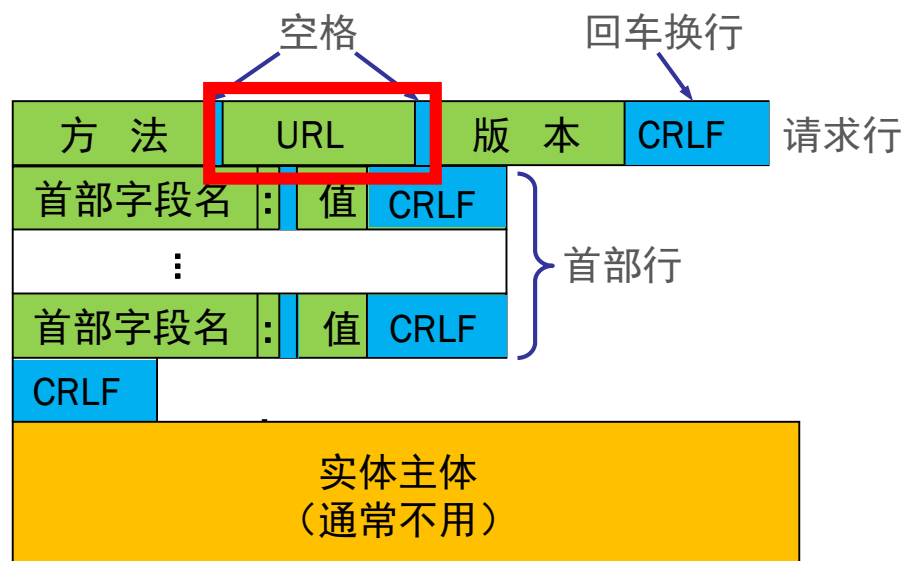 空格 回车换行
方 法 URL 版 本 CRLF 请求行
首部字段名 : 值 CRLF
⋮ 首部行
首部字段名 : 值 CRLF
CRLF
实体主体
（通常不用）